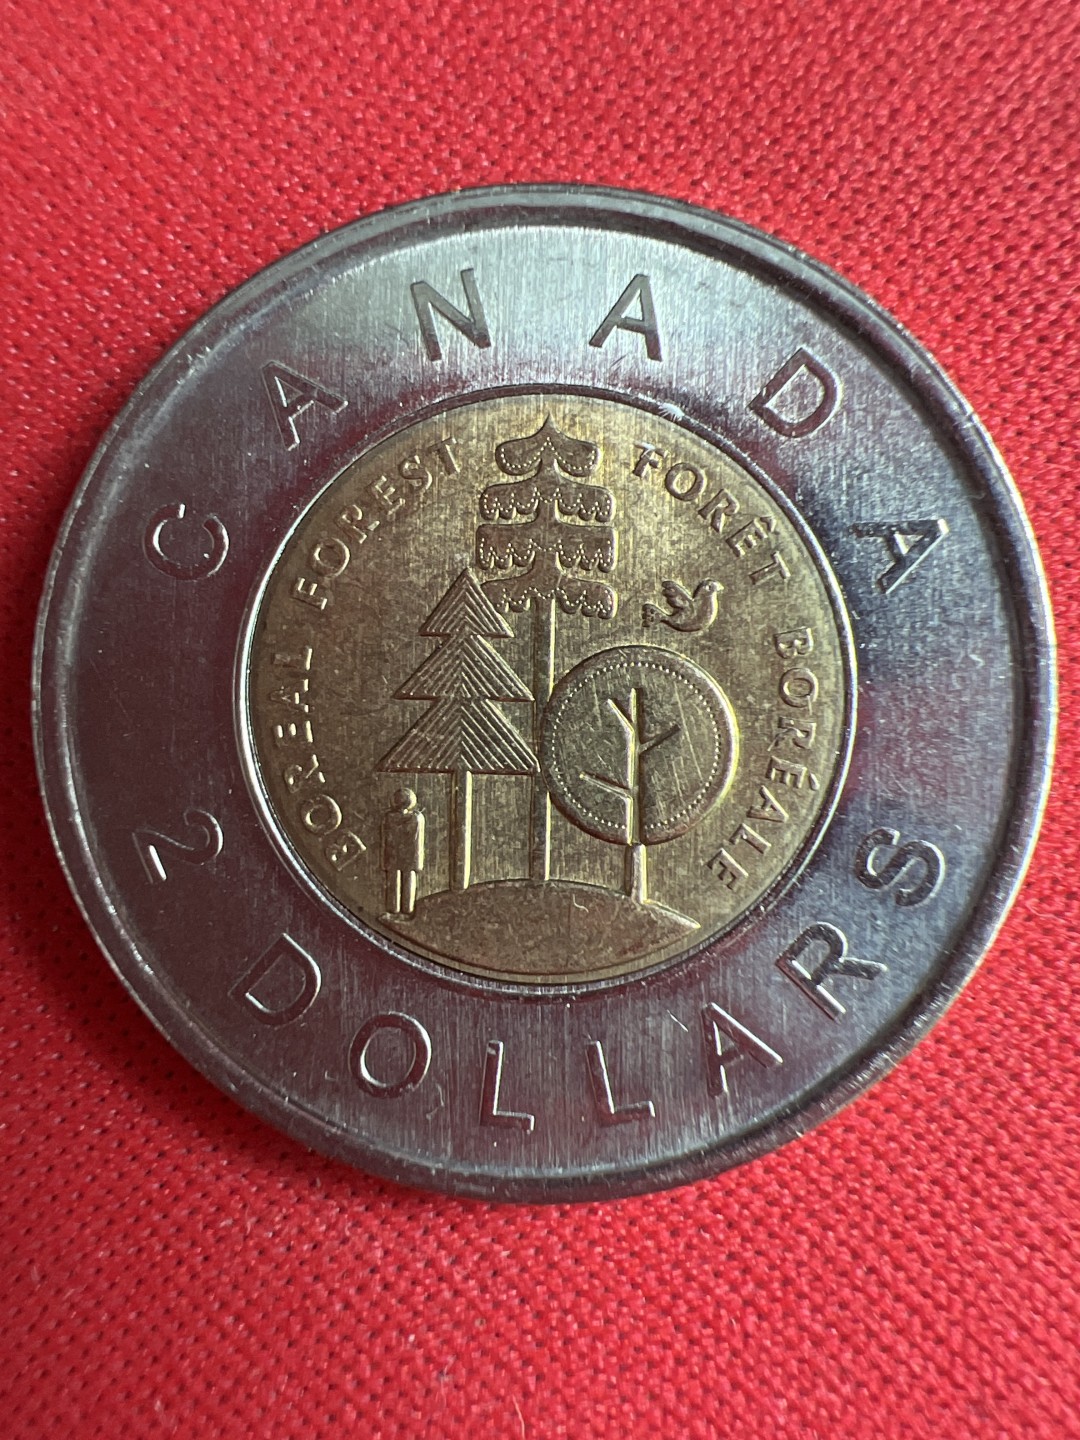 CANADA
BOREAL FOREST
FORÊT BORÉALE
2 DOLLARS